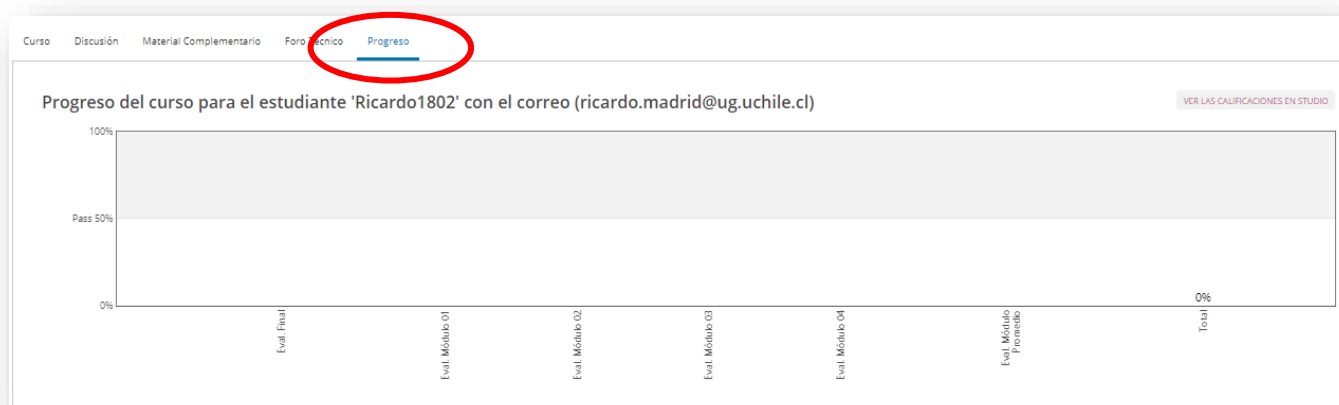 Curso Discusión Material Complementario Foro Técnico Progreso
Progreso del curso para el estudiante 'Ricardo1802' con el correo (ricardo.madrid@ug.uchile.cl)
VER LAS CALIFICACIONES EN STUDIO
100%
Pass 50%
0%
0%
Eval. Final
Eval. Módulo 01
Eval. Módulo 02
Eval. Módulo 03
Eval. Módulo 04
Eval. Módulo
Promedio
Total